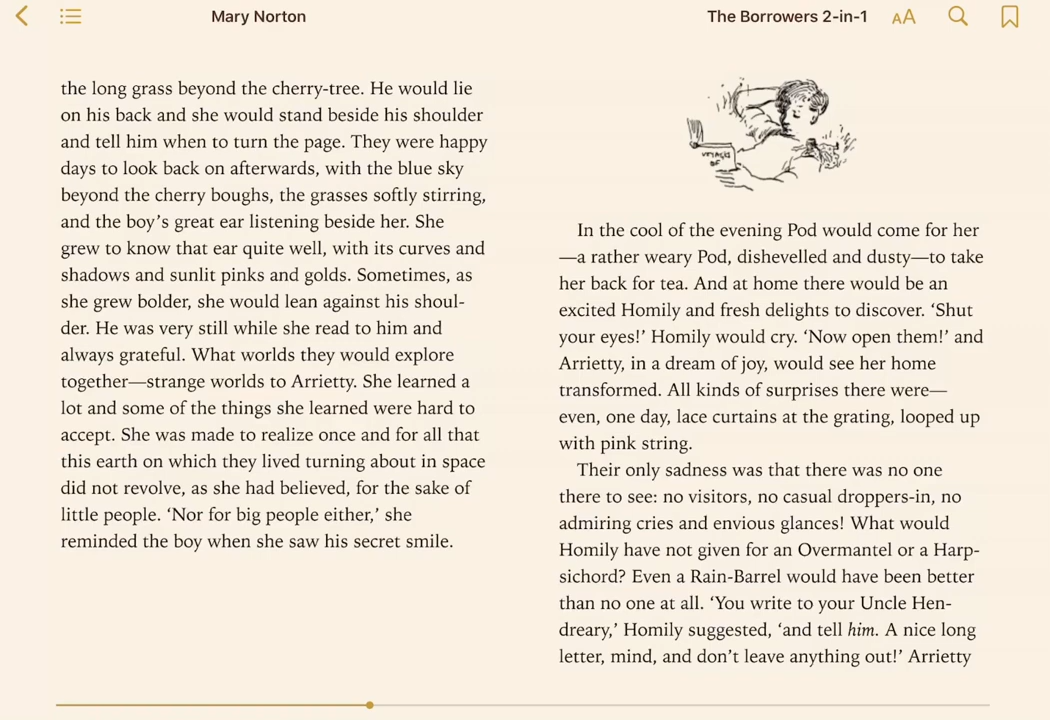 Mary Norton
The Borrowers 2-in-1
AA
the long grass beyond the cherry-tree. He would lie
on his back and she would stand beside his shoulder
and tell him when to turn the page. They were happy
days to look back on afterwards, with the blue sky
beyond the cherry boughs, the grasses softly stirring,
and the boy’s great ear listening beside her. She
grew to know that ear quite well, with its curves and
shadows and sunlit pinks and golds. Sometimes, as
she grew bolder, she would lean against his shoul-
der. He was very still while she read to him and
always grateful. What worlds they would explore
together—strange worlds to Arrietty. She learned a
lot and some of the things she learned were hard to
accept. She was made to realize once and for all that
this earth on which they lived turning about in space
did not revolve, as she had believed, for the sake of
little people. ‘Nor for big people either,’ she
reminded the boy when she saw his secret smile.
OF
In the cool of the evening Pod would come for her
—a rather weary Pod, dishevelled and dusty—to take
her back for tea. And at home there would be an
excited Homily and fresh delights to discover. ‘Shut
your eyes!’ Homily would cry. ‘Now open them!’ and
Arrietty, in a dream of joy, would see her home
transformed. All kinds of surprises there were—
even, one day, lace curtains at the grating, looped up
with pink string.
Their only sadness was that there was no one
there to see: no visitors, no casual droppers-in, no
admiring cries and envious glances! What would
Homily have not given for an Overmantel or a Harp-
sichord? Even a Rain-Barrel would have been better
than no one at all. ‘You write to your Uncle Hen-
dreary,’ Homily suggested, ‘and tell him. A nice long
letter, mind, and don’t leave anything out!’ Arrietty